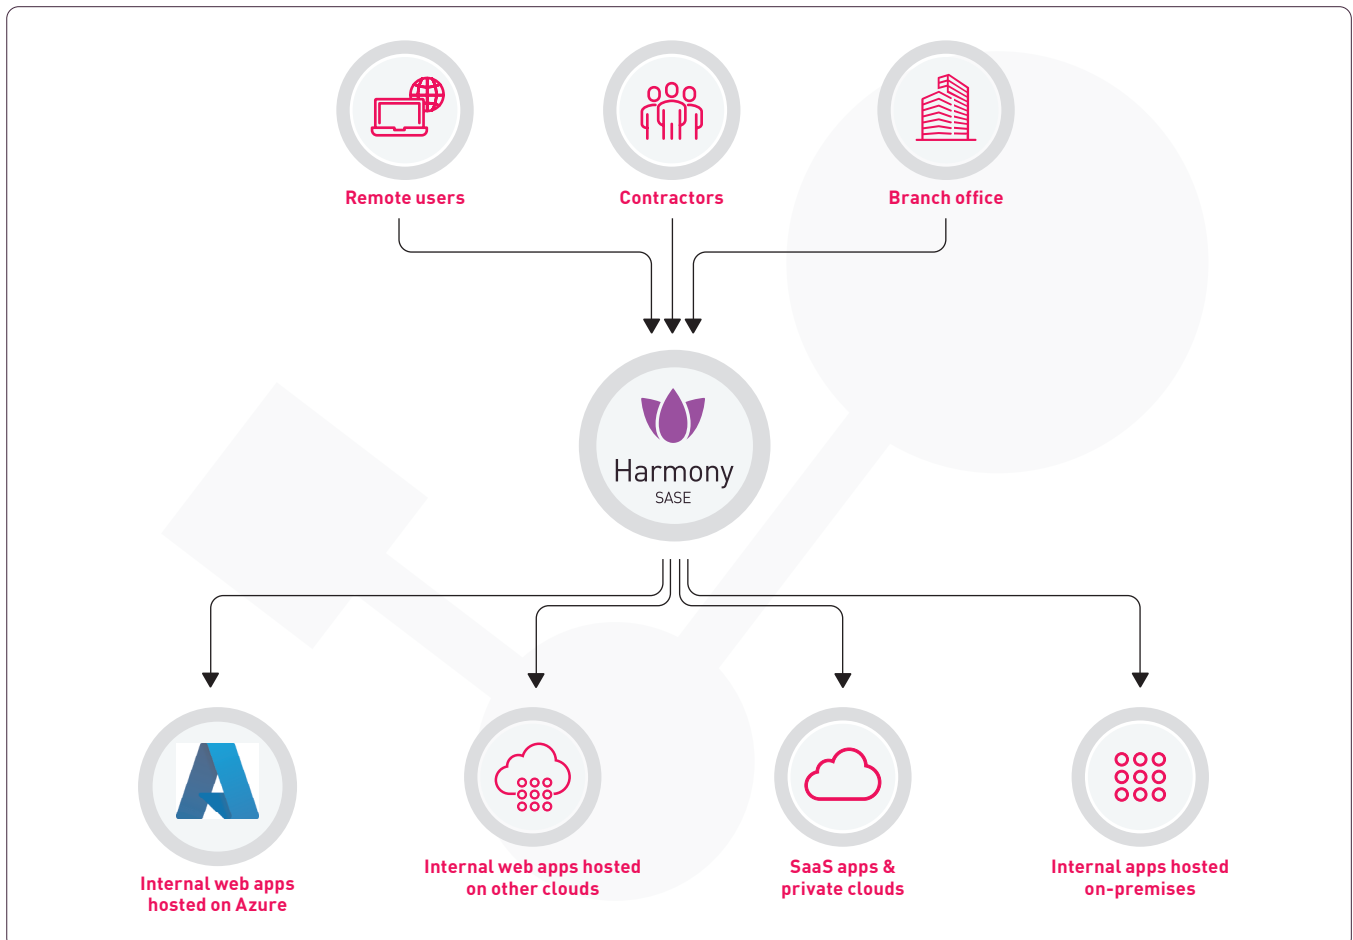 Remote users
Contractors
Branch office
Harmony
SASE
Internal web apps
hosted on Azure
Internal web apps hosted
on other clouds
SaaS apps &
private clouds
Internal apps hosted
on-premises